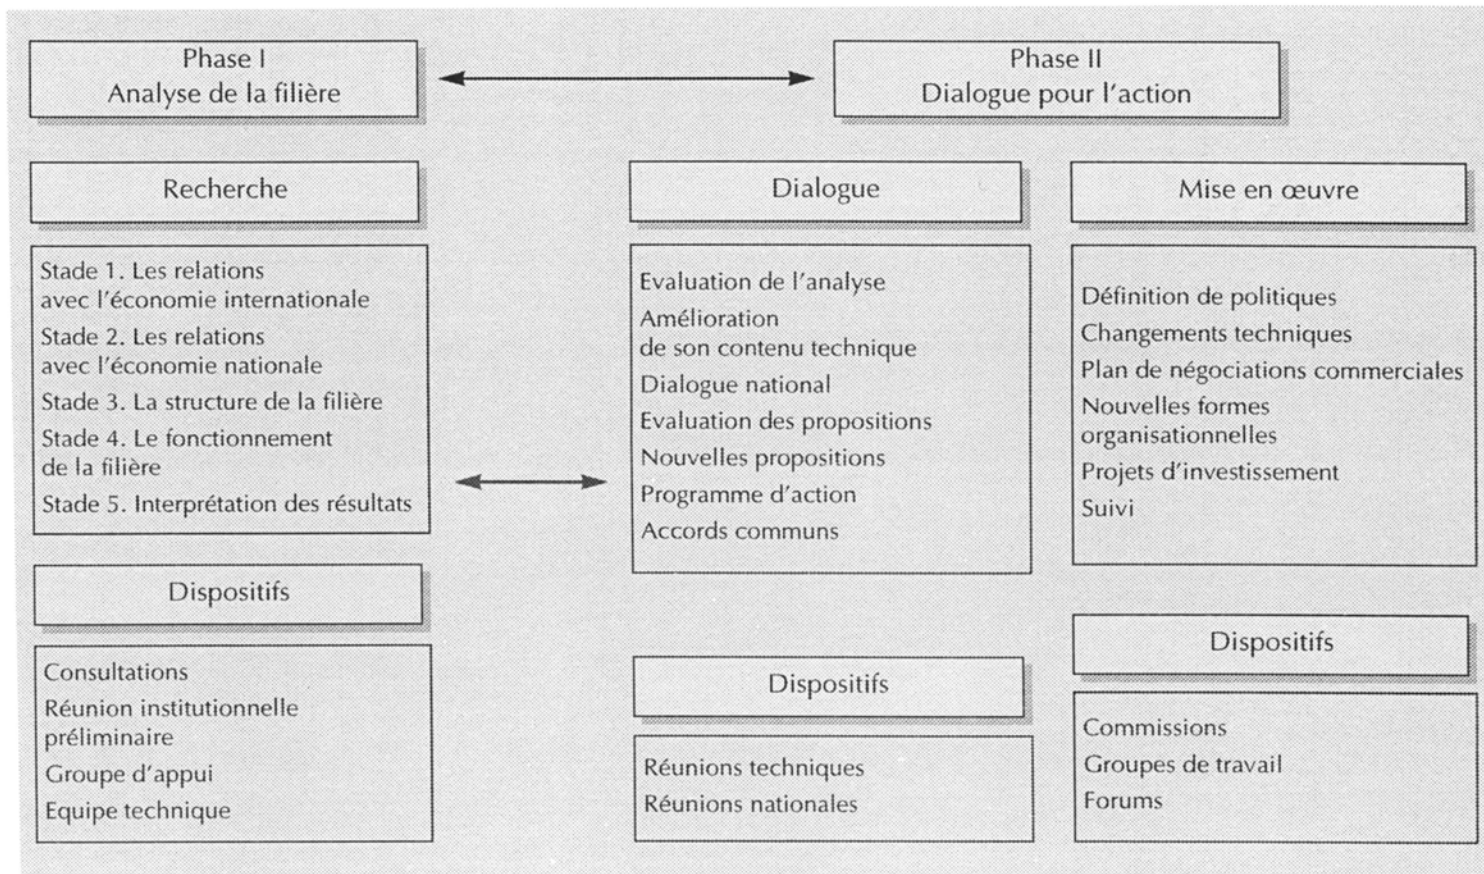 Phase I
Analyse de la filière
Phase II
Dialogue pour l'action
Recherche
Stade 1. Les relations
avec l'économie internationale
Stade 2. Les relations
avec l'économie nationale
Stade 3. La structure de la filière
Stade 4. Le fonctionnement
de la filière
Stade 5. Interprétation des résultats
Dispositifs
Consultations
Réunion institutionnelle
préliminaire
Groupe d'appui
Equipe technique
Dialogue
Evaluation de l'analyse
Amélioration
de son contenu technique
Dialogue national
Evaluation des propositions
Nouvelles propositions
Programme d'action
Accords communs
Dispositifs
Réunions techniques
Réunions nationales
Mise en œuvre
Définition de politiques
Changements techniques
Plan de négociations commerciales
Nouvelles formes
organisationnelles
Projets d'investissement
Suivi
Dispositifs
Commissions
Groupes de travail
Forums